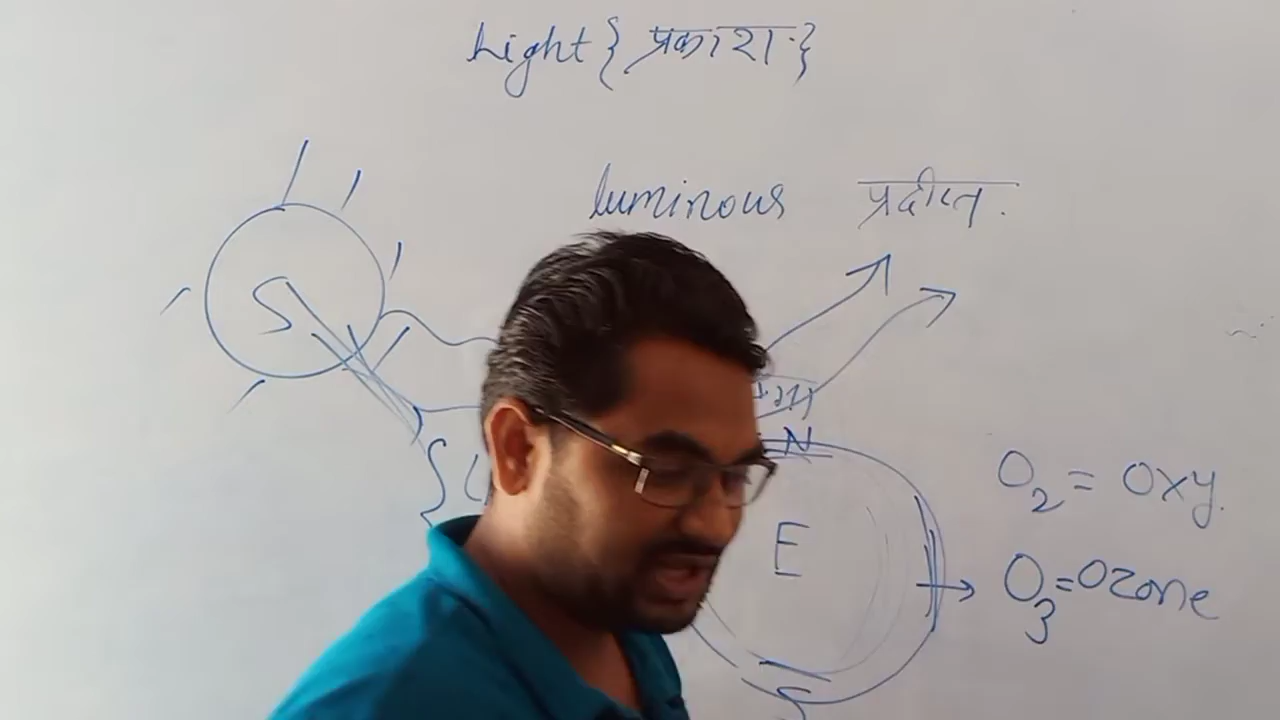 Light { प्रकाश }
luminous प्रदीप्त.
S
N
E
S
O2 = Oxy.
O3 = Ozone